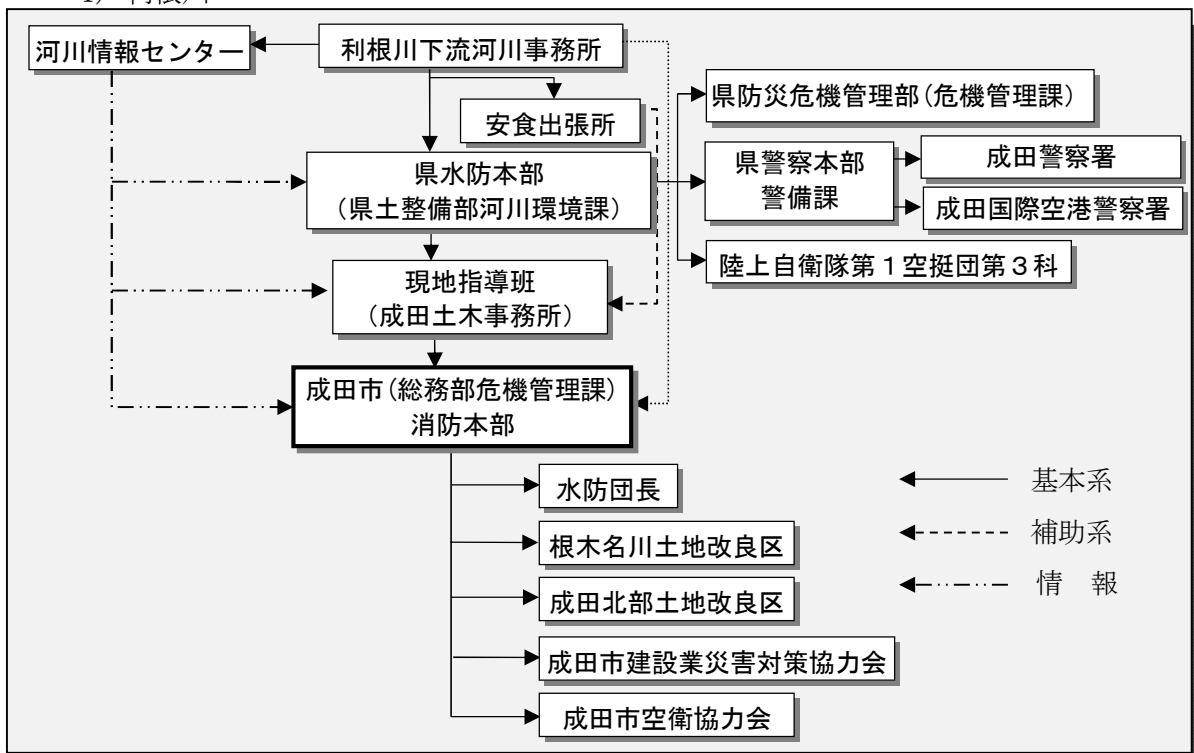 河川情報センター
利根川下流河川事務所
安食出張所
県防災危機管理部(危機管理課)
県水防本部
(県土整備部河川環境課)
県警察本部
警備課
成田警察署
成田国際空港警察署
陸上自衛隊第1空挺団第3科
現地指導班
(成田土木事務所)
成田市(総務部危機管理課)
消防本部
水防団長
根木名川土地改良区
成田北部土地改良区
成田市建設業災害対策協力会
成田市空衛協力会
基本系
補助系
情 報